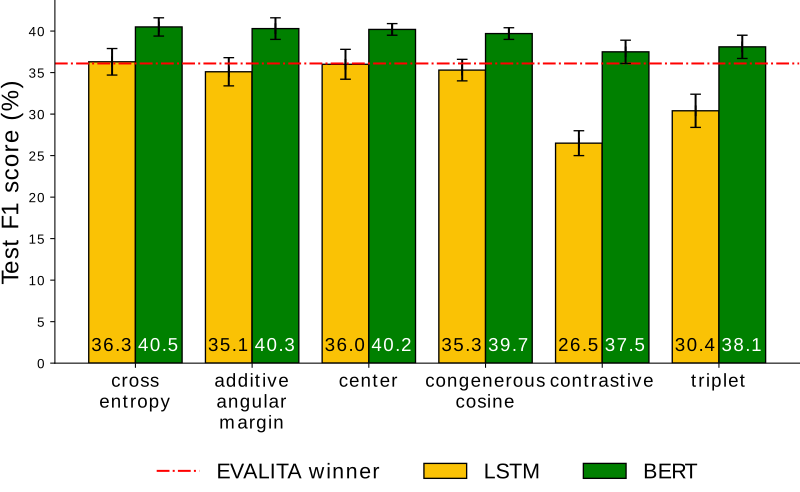 Test F1 score (%)
40
35
30
25
20
15
10
5
0
36.3 40.5 35.1 40.3 36.0 40.2 35.3 39.7 26.5 37.5 30.4 38.1
cross entropy
additive angular margin
center
congenerous cosine
contrastive
triplet
EVALITA winner LSTM BERT